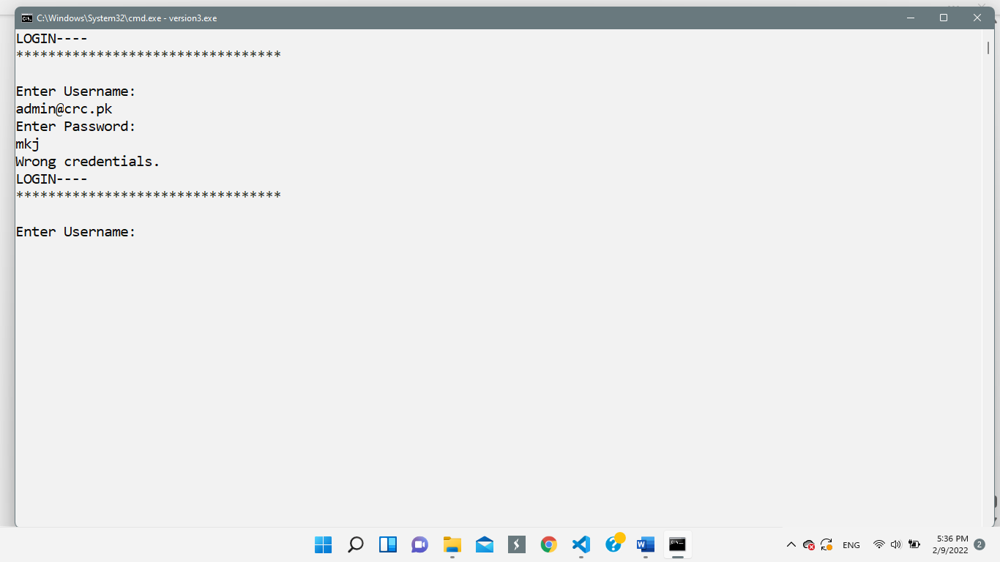 C:\Windows\System32\cmd.exe - version3.exe
LOGIN----
*********************************

Enter Username:
admin@crc.pk
Enter Password:
mkj
Wrong credentials.
LOGIN----
*********************************

Enter Username:
ENG
5:36 PM
2/9/2022
2